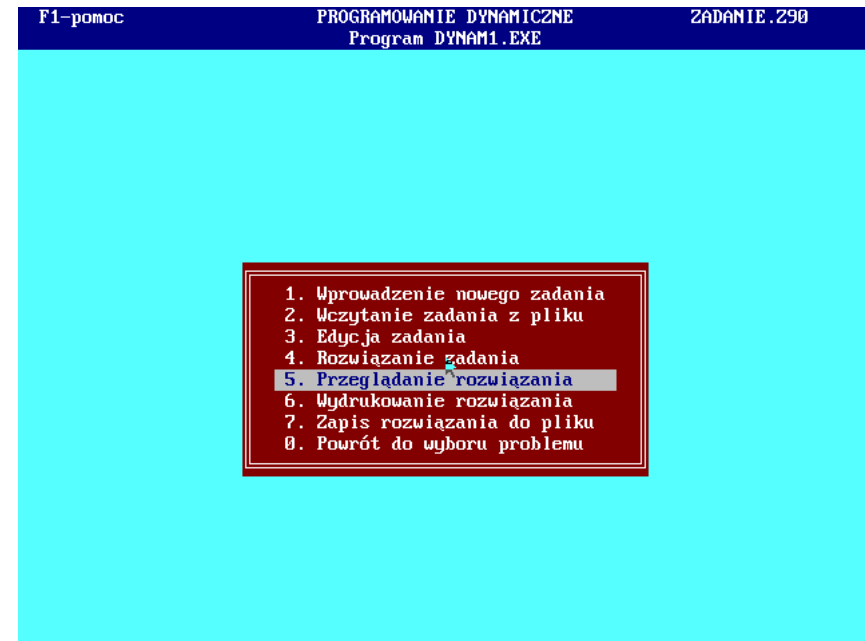 F1-pomoc PROGRAMOWANIE DYNAMICZNE ZADANIE.Z90
Program DYNAM1.EXE
1. Wprowadzenie nowego zadania
2. Wczytanie zadania z pliku
3. Edycja zadania
4. Rozwiązanie zadania
5. Przeglądanie rozwiązania
6. Wydrukowanie rozwiązania
7. Zapis rozwiązania do pliku
0. Powrót do wyboru problemu